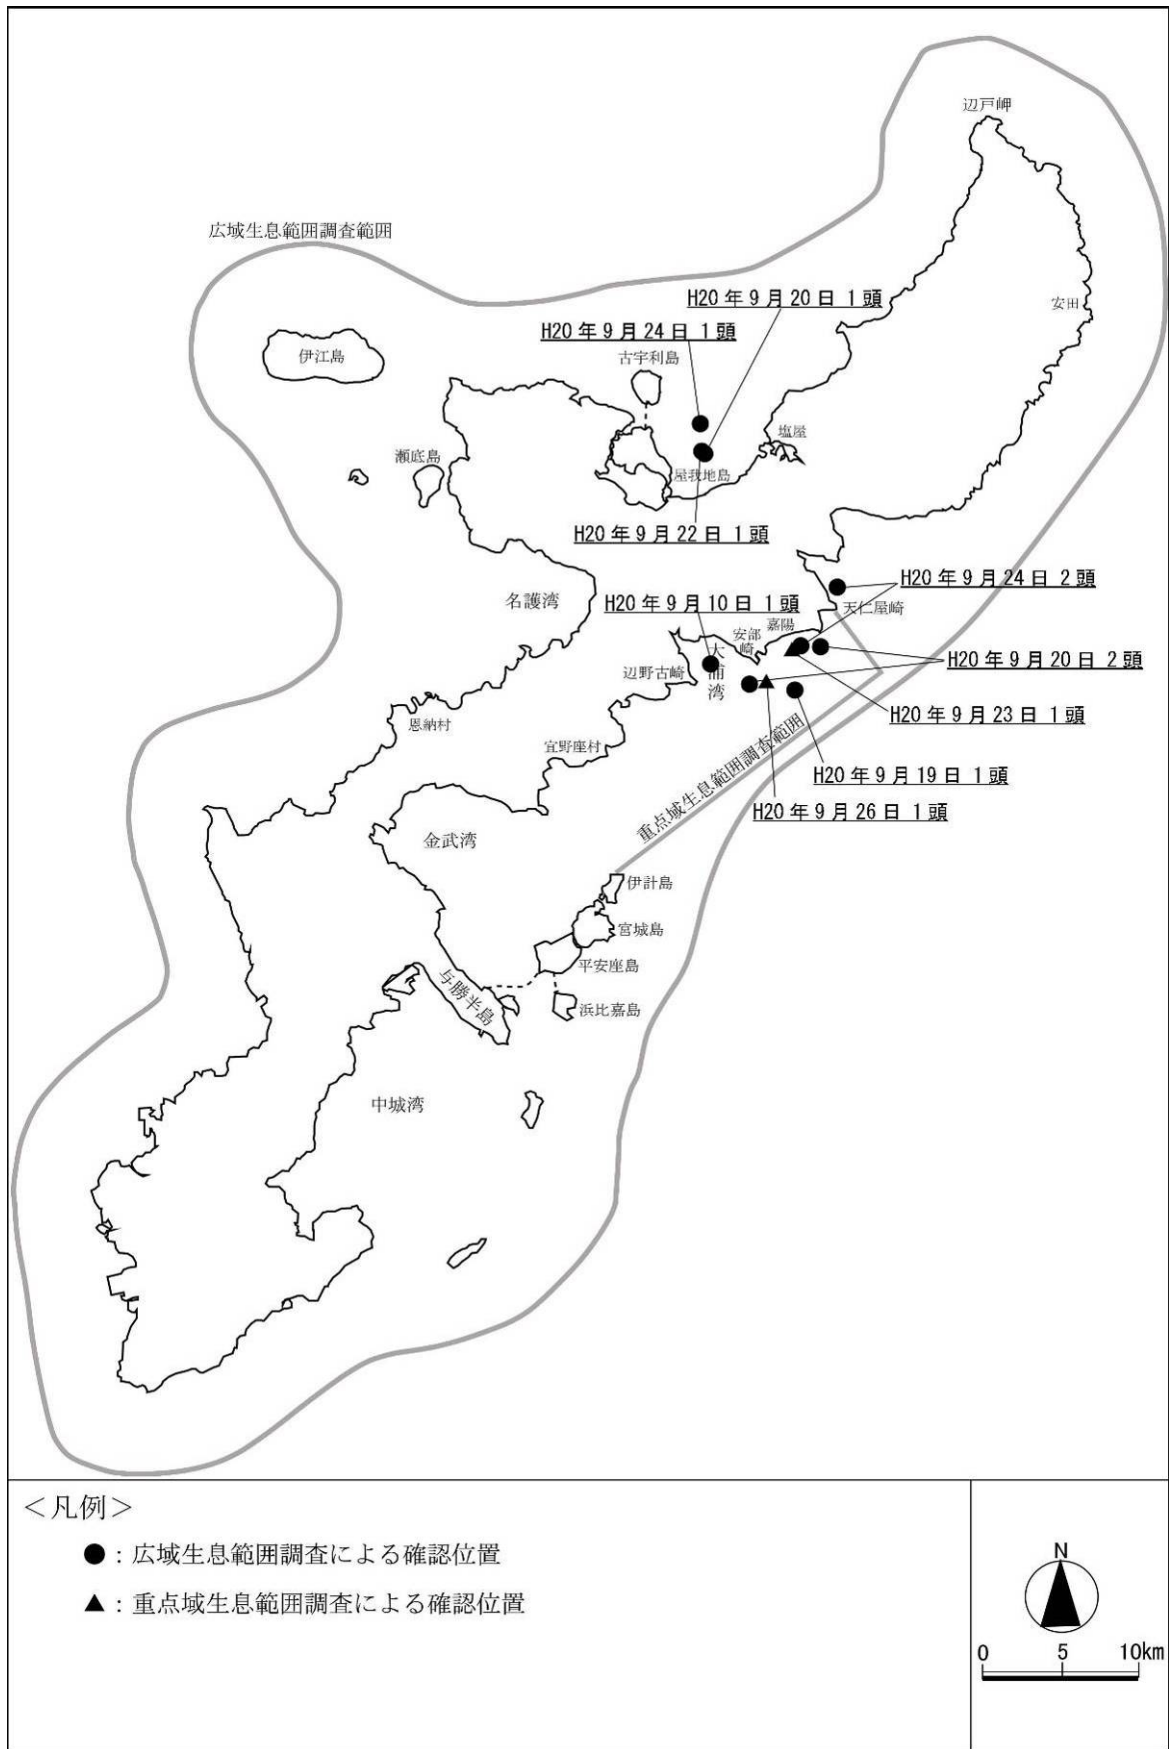 辺戸岬
広域生息範囲調査範囲
安田
H20 年 9 月 20 日 1 頭
H20 年 9 月 24 日 1 頭
伊江島
古宇利島
塩屋
瀬底島
屋我地島
H20 年 9 月 22 日 1 頭
H20 年 9 月 24 日 2 頭
名護湾
H20 年 9 月 10 日 1 頭
天仁屋崎
嘉陽
安部崎
大浦湾
辺野古崎
H20 年 9 月 20 日 2 頭
H20 年 9 月 23 日 1 頭
恩納村
宜野座村
重点域生息範囲調査範囲
H20 年 9 月 19 日 1 頭
H20 年 9 月 26 日 1 頭
金武湾
伊計島
宮城島
平安座島
与勝半島
浜比嘉島
中城湾
＜凡例＞
●：広域生息範囲調査による確認位置
▲：重点域生息範囲調査による確認位置
N
0 5 10km